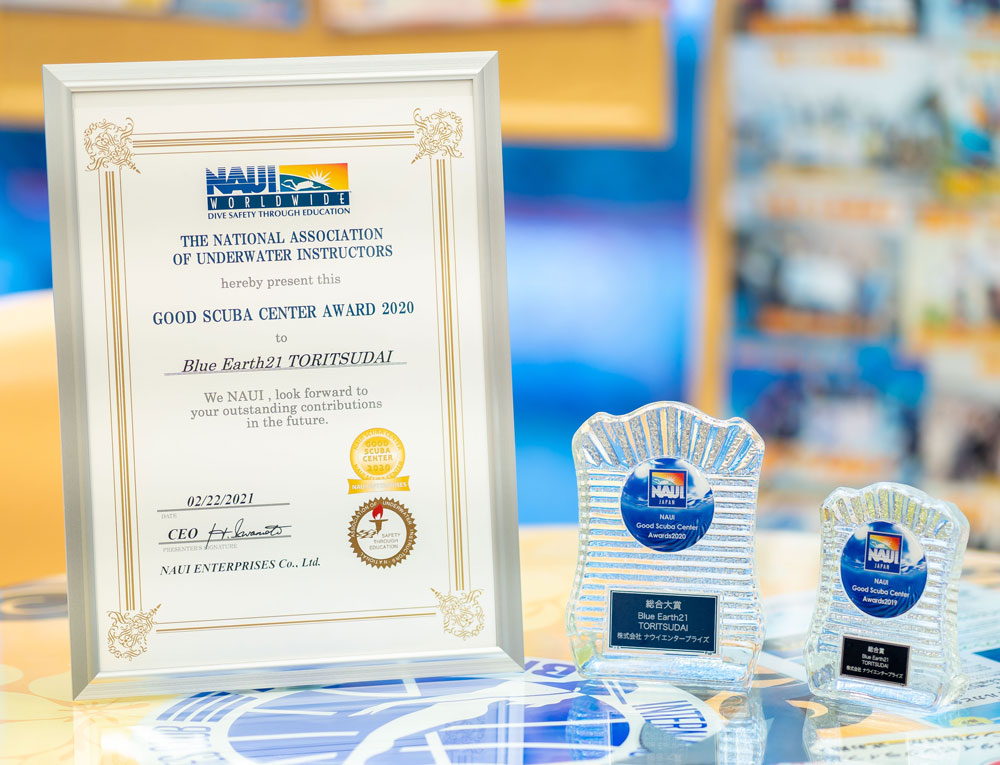 NAUI
WORLDWIDE
DIVE SAFETY THROUGH EDUCATION
THE NATIONAL ASSOCIATION
OF UNDERWATER INSTRUCTORS
hereby present this
GOOD SCUBA CENTER AWARD 2020
to
Blue Earth21 TORITSUDAI
We NAUI , look forward to
your outstanding contributions
in the future.
GOOD
SCUBA
CENTER
2020
NAUI ENTERPRISES
SAFETY
THROUGH
EDUCATION
02/22/2021
DATE
CEO
PRESENTER'S SIGNATURE
NAUI ENTERPRISES Co., Ltd.
NAUI
JAPAN
NAUI
Good Scuba Center
Awards2020
総合大賞
Blue Earth21
TORITSUDAI
株式会社 ナウイエンタープライズ
NAUI
JAPAN
NAUI
Good Scuba Center
Awards2019
総合賞
Blue Earth21
TORITSUDAI
株式会社 ナウイエンタープライズ